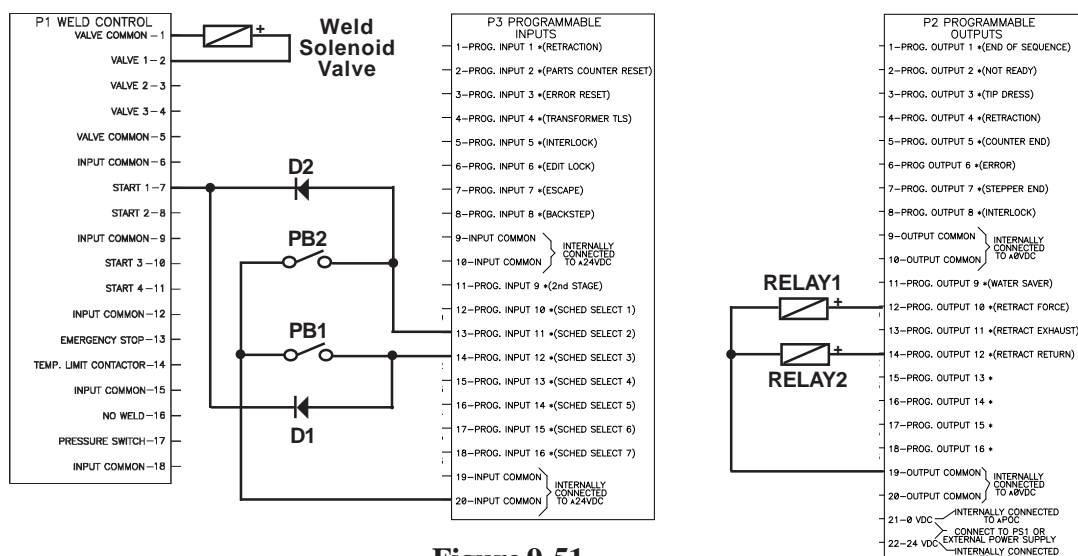 P1 WELD CONTROL
VALVE COMMON–1
VALVE 1–2
VALVE 2–3
VALVE 3–4
VALVE COMMON–5
INPUT COMMON–6
START 1–7
START 2–8
INPUT COMMON–9
START 3–10
START 4–11
INPUT COMMON–12
EMERGENCY STOP–13
TEMP. LIMIT CONTACTOR–14
INPUT COMMON–15
NO WELD–16
PRESSURE SWITCH–17
INPUT COMMON–18
+
Weld
Solenoid
Valve
D2
PB2
PB1
D1
P3 PROGRAMMABLE
INPUTS
1–PROG. INPUT 1 *(RETRACTION)
2–PROG. INPUT 2 *(PARTS COUNTER RESET)
3–PROG. INPUT 3 *(ERROR RESET)
4–PROG. INPUT 4 *(TRANSFORMER TLS)
5–PROG. INPUT 5 *(INTERLOCK)
6–PROG. INPUT 6 *(EDIT LOCK)
7–PROG. INPUT 7 *(ESCAPE)
8–PROG. INPUT 8 *(BACKSTEP)
9–INPUT COMMON
10–INPUT COMMON
INTERNALLY
CONNECTED
TO ▲24VDC
11–PROG. INPUT 9 *(2nd STAGE)
12–PROG. INPUT 10 *(SCHED SELECT 1)
13–PROG. INPUT 11 *(SCHED SELECT 2)
14–PROG. INPUT 12 *(SCHED SELECT 3)
15–PROG. INPUT 13 *(SCHED SELECT 4)
16–PROG. INPUT 14 *(SCHED SELECT 5)
17–PROG. INPUT 15 *(SCHED SELECT 6)
18–PROG. INPUT 16 *(SCHED SELECT 7)
19–INPUT COMMON
20–INPUT COMMON
INTERNALLY
CONNECTED
TO ▲24VDC
RELAY1
+
RELAY2
+
P2 PROGRAMMABLE
OUTPUTS
1–PROG. OUTPUT 1 *(END OF SEQUENCE)
2–PROG. OUTPUT 2 *(NOT READY)
3–PROG. OUTPUT 3 *(TIP DRESS)
4–PROG. OUTPUT 4 *(RETRACTION)
5–PROG. OUTPUT 5 *(COUNTER END)
6–PROG OUTPUT 6 *(ERROR)
7–PROG. OUTPUT 7 *(STEPPER END)
8–PROG. OUTPUT 8 *(INTERLOCK)
9–OUTPUT COMMON
10–OUTPUT COMMON
INTERNALLY
CONNECTED
TO ▲0VDC
11–PROG. OUTPUT 9 *(WATER SAVER)
12–PROG. OUTPUT 10 *(RETRACT FORCE)
13–PROG. OUTPUT 11 *(RETRACT EXHAUST)
14–PROG. OUTPUT 12 *(RETRACT RETURN)
15–PROG. OUTPUT 13 *
16–PROG. OUTPUT 14 *
17–PROG. OUTPUT 15 *
18–PROG. OUTPUT 16 *
19–OUTPUT COMMON
20–OUTPUT COMMON
INTERNALLY
CONNECTED
TO ▲0VDC
21–0 VDC
22–24 VDC
INTERNALLY CONNECTED
TO ▲POC
CONNECT TO PS1 OR
EXTERNAL POWER SUPPLY
INTERNALLY CONNECTED
Figure 9-51